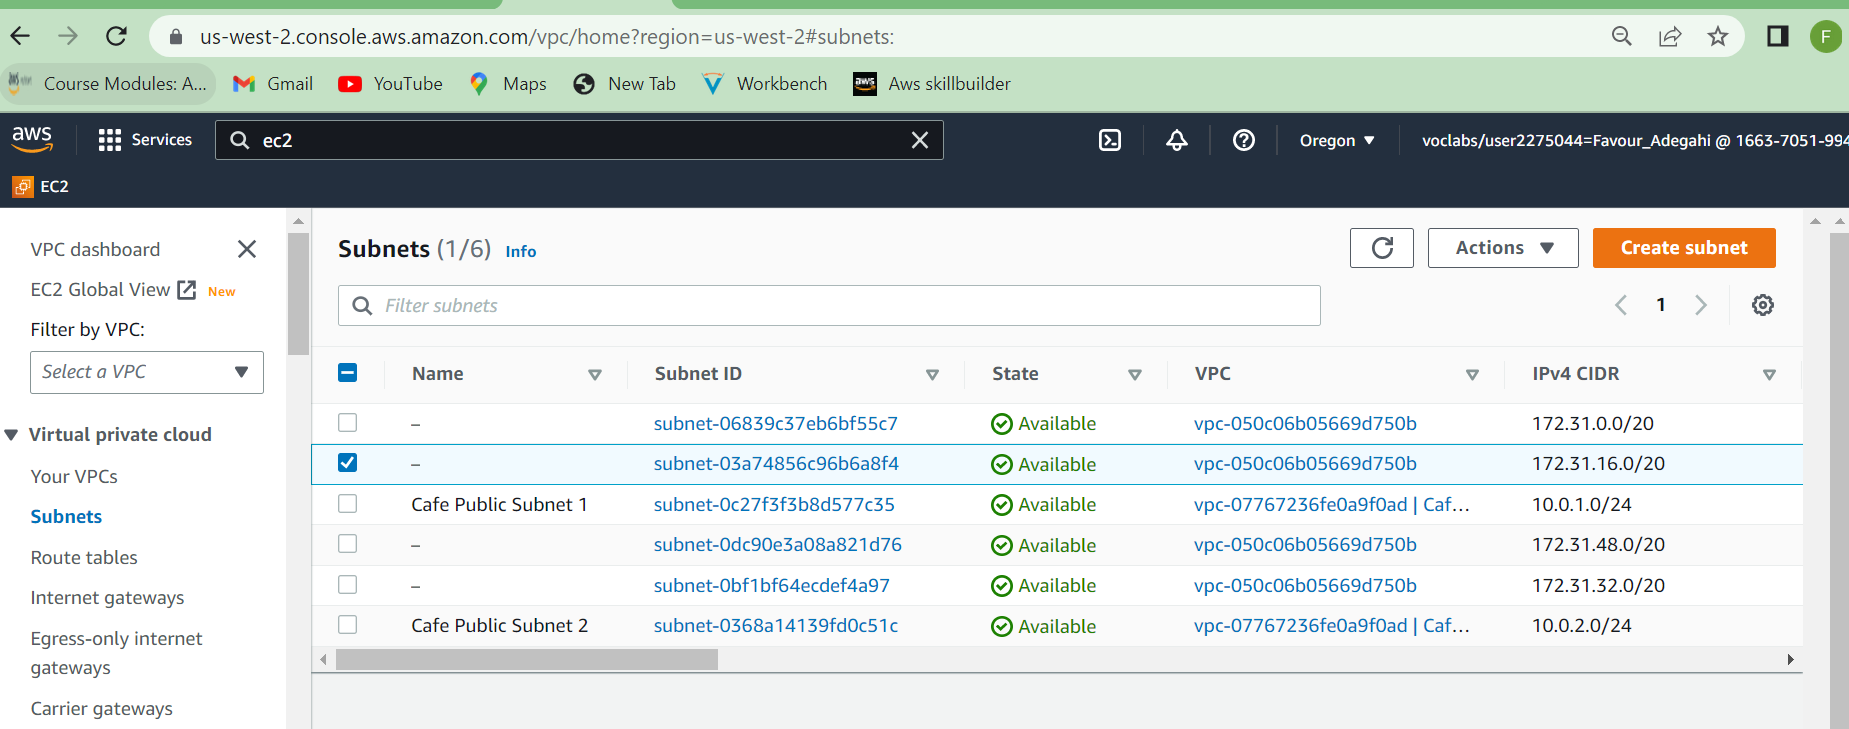 us-west-2.console.aws.amazon.com/vpc/home?region=us-west-2#subnets:
F
Course Modules: A... Gmail YouTube Maps New Tab Workbench aws Aws skillbuilder
aws Services ec2 Oregon voclabs/user2275044=Favour_Adegahi @ 1663-7051-994
EC2
VPC dashboard
EC2 Global View New
Filter by VPC:
Select a VPC
Virtual private cloud
Your VPCs
Subnets
Route tables
Internet gateways
Egress-only internet
gateways
Carrier gateways
Subnets (1/6) Info Actions Create subnet
Filter subnets 1
Name Subnet ID State VPC IPv4 CIDR
– subnet-06839c37eb6bf55c7 Available vpc-050c06b05669d750b 172.31.0.0/20
– subnet-03a74856c96b6a8f4 Available vpc-050c06b05669d750b 172.31.16.0/20
Cafe Public Subnet 1 subnet-0c27f3f3b8d577c35 Available vpc-07767236fe0a9f0ad | Caf... 10.0.1.0/24
– subnet-0dc90e3a08a821d76 Available vpc-050c06b05669d750b 172.31.48.0/20
– subnet-0bf1bf64ecdef4a97 Available vpc-050c06b05669d750b 172.31.32.0/20
Cafe Public Subnet 2 subnet-0368a14139fd0c51c Available vpc-07767236fe0a9f0ad | Caf... 10.0.2.0/24